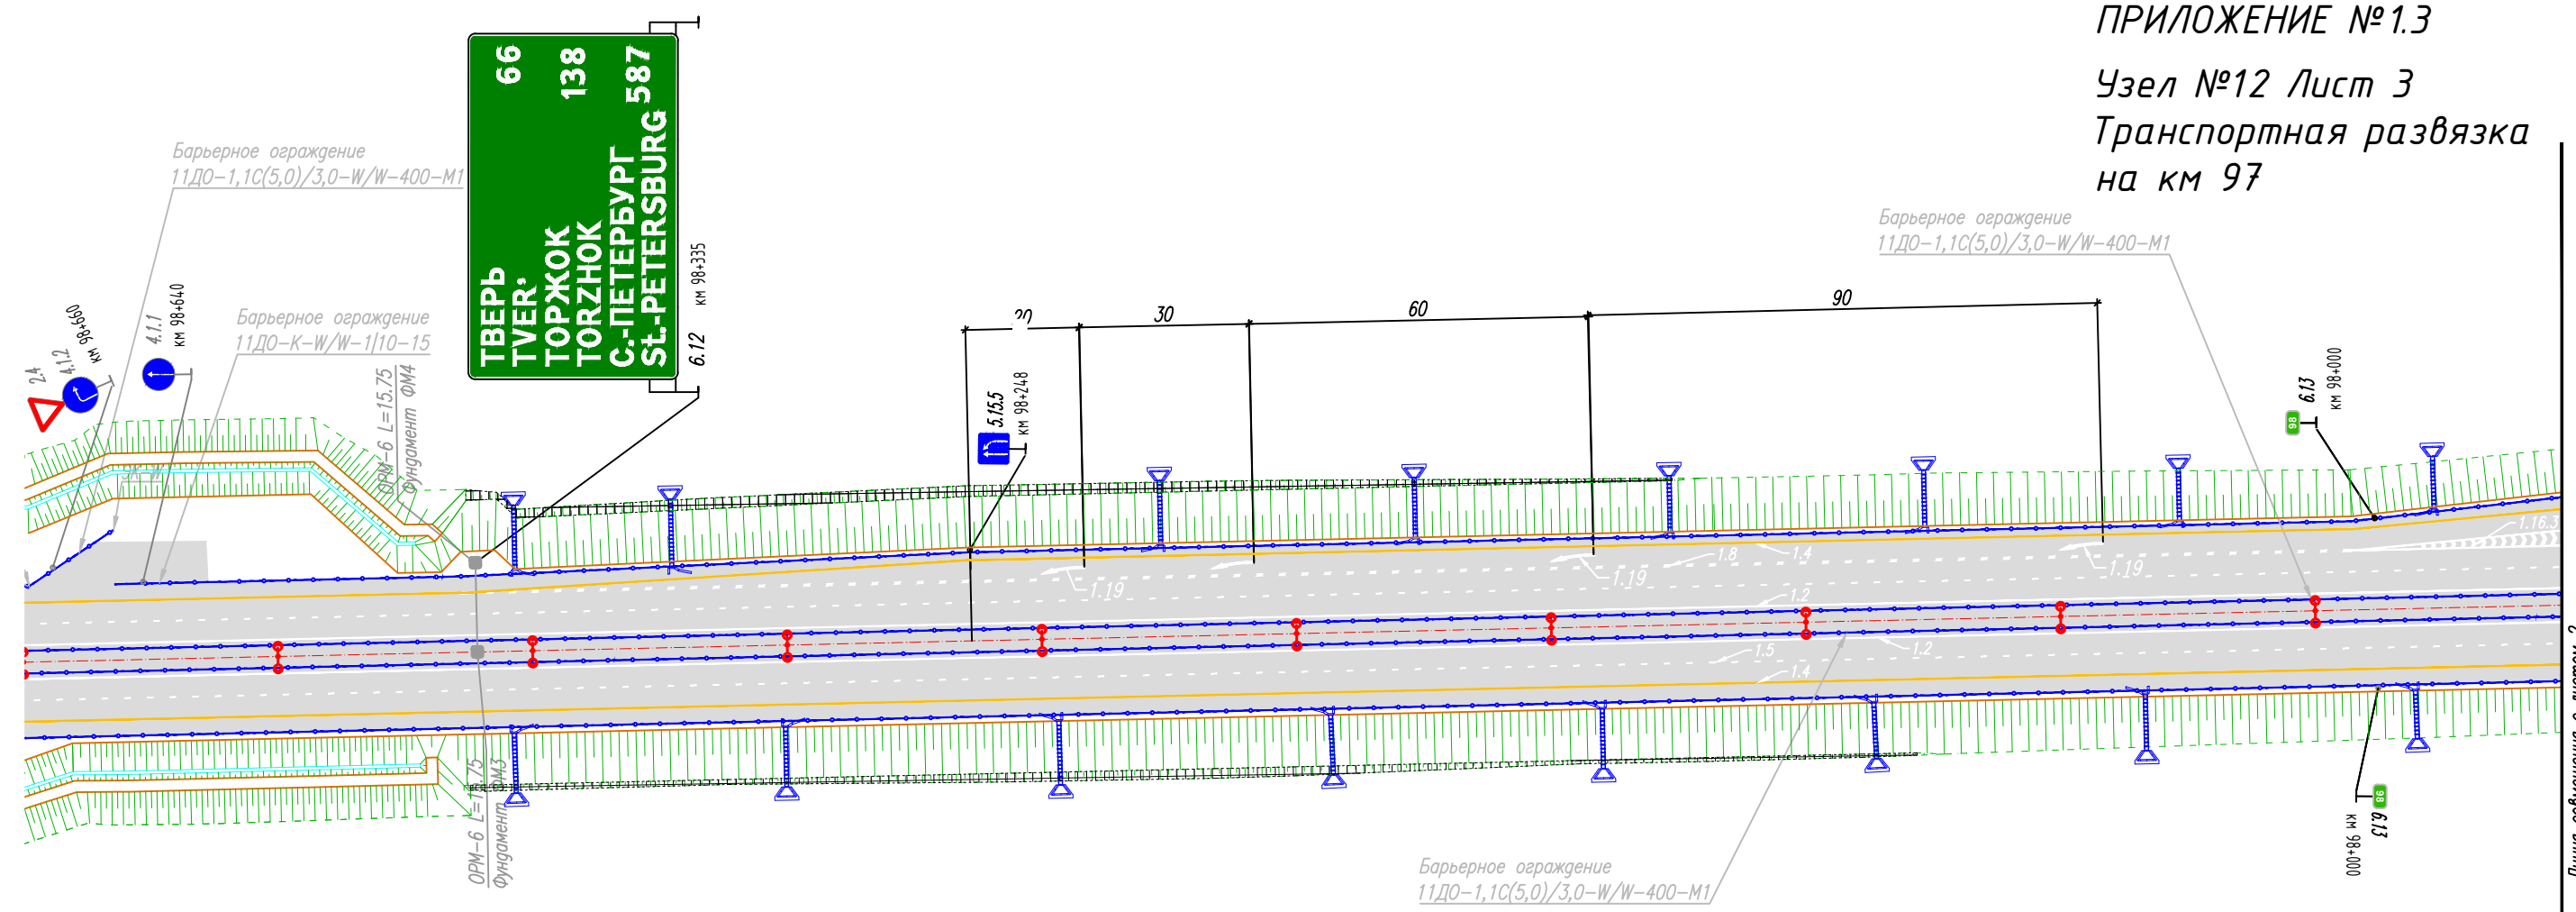 ПРИЛОЖЕНИЕ №1.3
Узел №12 Лист 3
Транспортная развязка
на км 97
Барьерное ограждение
11ДО-1,1С(5,0)/3,0-W/W-400-М1
Барьерное ограждение
11ДО-К-W/W-1/10-15
2.4
4.1.2
км 98+660
4.1.1
км 98+640
ОРМ-6 L=15.75
Фундамент ФМ4
ТВЕРЬ 66
TVER'
ТОРЖОК 138
TORZHOK
С.-ПЕТЕРБУРГ
St.-PETERSBURG 587
6.12
км 98+335
30
60
90
5.15.5
км 98+248
Барьерное ограждение
11ДО-1,1С(5,0)/3,0-W/W-400-М1
98
6.13
км 98+000
1.16.3
1.8
1.4
1.19
1.19
1.19
1.2
1.5
1.2
1.4
ОРМ-6 L=15.75
Фундамент ФМ3
98
6.13
км 98+000
Барьерное ограждение
11ДО-1,1С(5,0)/3,0-W/W-400-М1